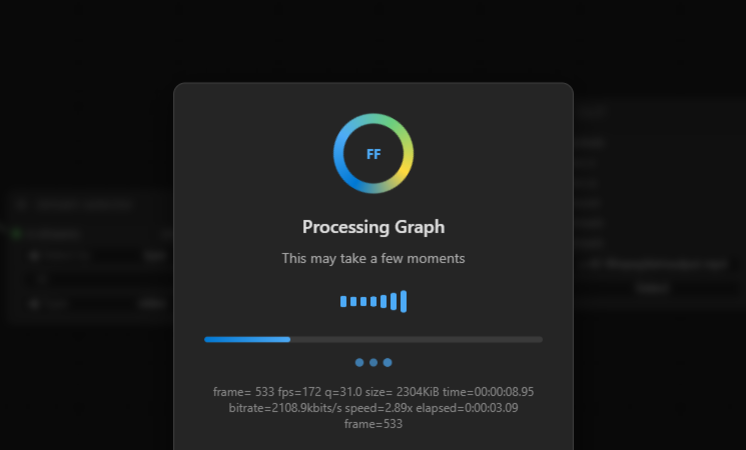 FF
Processing Graph
This may take a few moments
frame= 533 fps=172 q=31.0 size= 2304KiB time=00:00:08.95
bitrate=2108.9kbits/s speed=2.89x elapsed=0:00:03.09
frame=533